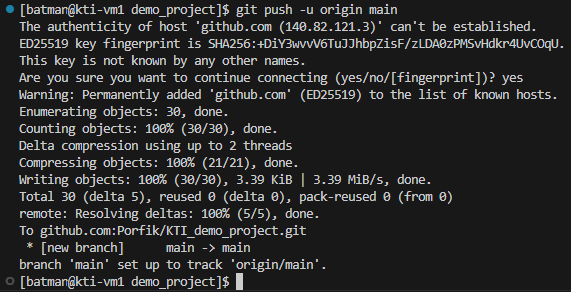 [batman@kti-vm1 demo_project]$ git push -u origin main
The authenticity of host 'github.com (140.82.121.3)' can't be established.
ED25519 key fingerprint is SHA256:+DiY3wvvV6TuJJhbpZisF/zLDA0zPMSvHdkr4UvCOqU.
This key is not known by any other names.
Are you sure you want to continue connecting (yes/no/[fingerprint])? yes
Warning: Permanently added 'github.com' (ED25519) to the list of known hosts.
Enumerating objects: 30, done.
Counting objects: 100% (30/30), done.
Delta compression using up to 2 threads
Compressing objects: 100% (21/21), done.
Writing objects: 100% (30/30), 3.39 KiB | 3.39 MiB/s, done.
Total 30 (delta 5), reused 0 (delta 0), pack-reused 0 (from 0)
remote: Resolving deltas: 100% (5/5), done.
To github.com:Porfik/KTI_demo_project.git
 * [new branch]      main -> main
branch 'main' set up to track 'origin/main'.
[batman@kti-vm1 demo_project]$